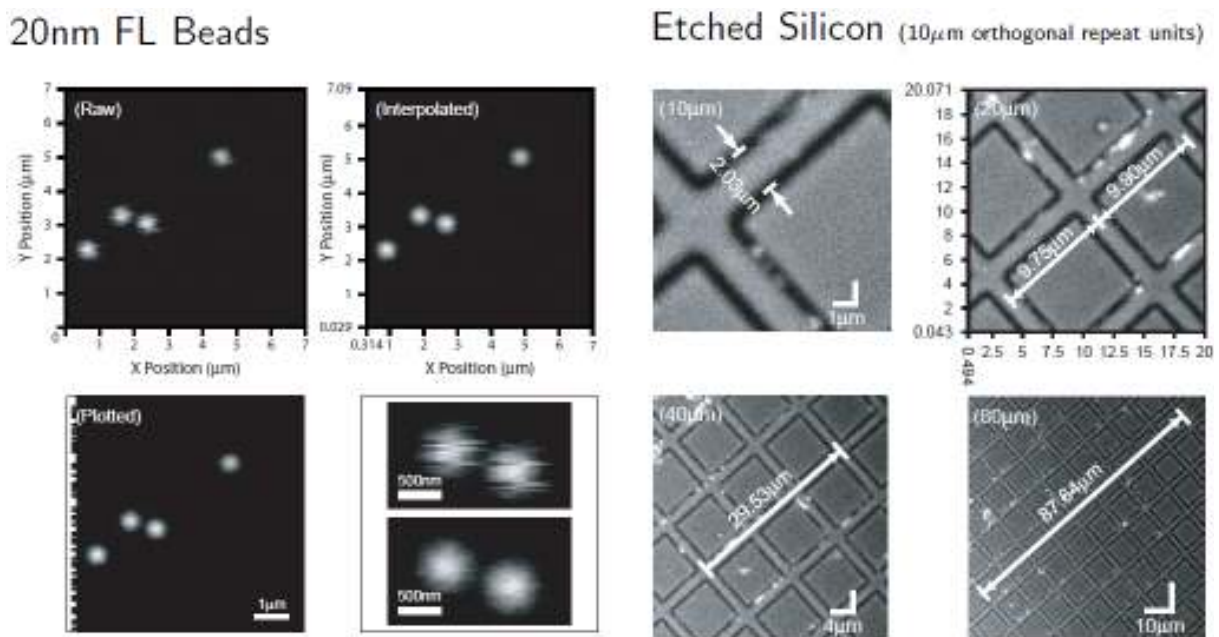 20nm FL Beads
Etched Silicon (10μm orthogonal repeat units)
(Raw)
7
6
5
4
3
2
1
0
1 2 3 4 5 6 7
Y Position (μm)
X Position (μm)
(Interpolated)
7.09
6
5
4
3
2
1
0.029
0.314 1 2 3 4 5 6 7
Y Position (μm)
X Position (μm)
(10μm)
2.03μm
1μm
20.071
18
16
14
12
10
8
6
4
2
0.043
(20μm)
9.90μm
9.75μm
0.494 2.5 5 7.5 10 12.5 15 17.5 20
(Plotted)
1μm
500nm
500nm
(40μm)
29.53μm
4μm
(80μm)
87.64μm
10μm